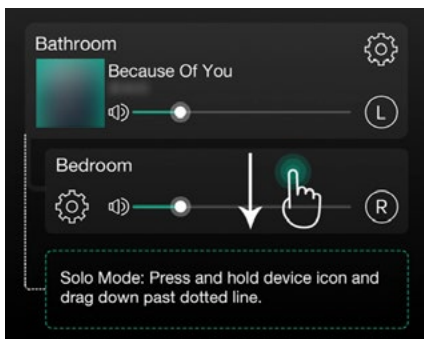 Bathroom
Because Of You
L
Bedroom
R
Solo Mode: Press and hold device icon and
drag down past dotted line.